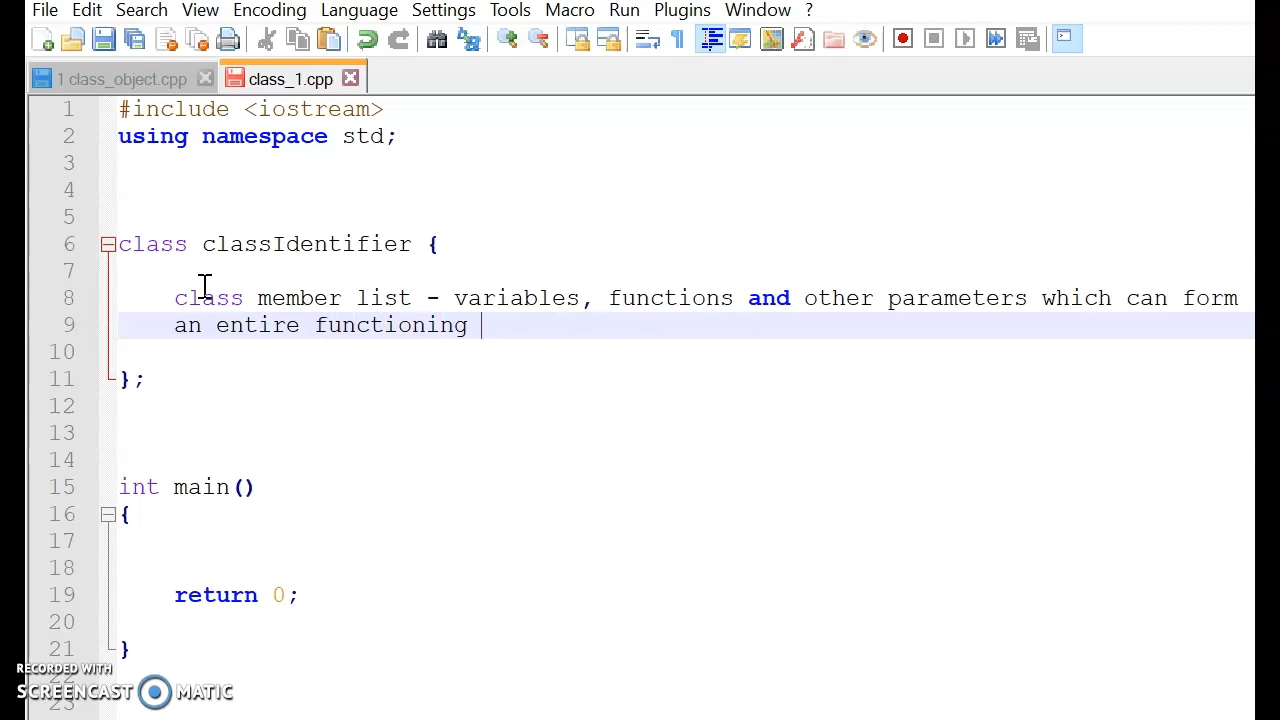 File Edit Search View Encoding Language Settings Tools Macro Run Plugins Window ?
1 class_object.cpp class_1.cpp
1 #include <iostream>
2 using namespace std;
3
4
5
6 class classIdentifier {
7
8 class member list - variables, functions and other parameters which can form
9 an entire functioning
10
11 };
12
13
14
15 int main()
16 {
17
18
19 return 0;
20
21 }
RECORDED WITH
22
SCREENCAST MATIC
23